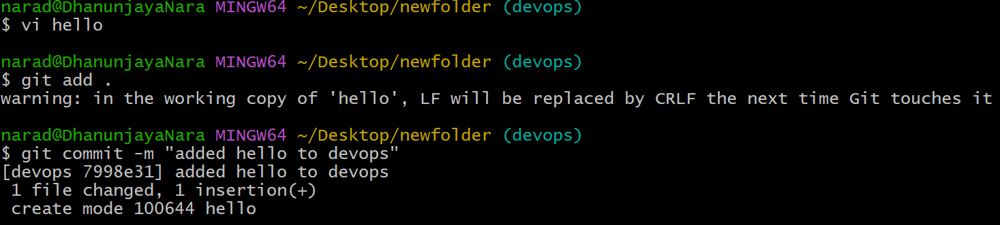 narad@DhanunjayaNara MINGW64 ~/Desktop/newfolder (devops)
$ vi hello
narad@DhanunjayaNara MINGW64 ~/Desktop/newfolder (devops)
$ git add .
warning: in the working copy of 'hello', LF will be replaced by CRLF the next time Git touches it
narad@DhanunjayaNara MINGW64 ~/Desktop/newfolder (devops)
$ git commit -m "added hello to devops"
[devops 7998e31] added hello to devops
 1 file changed, 1 insertion(+)
 create mode 100644 hello